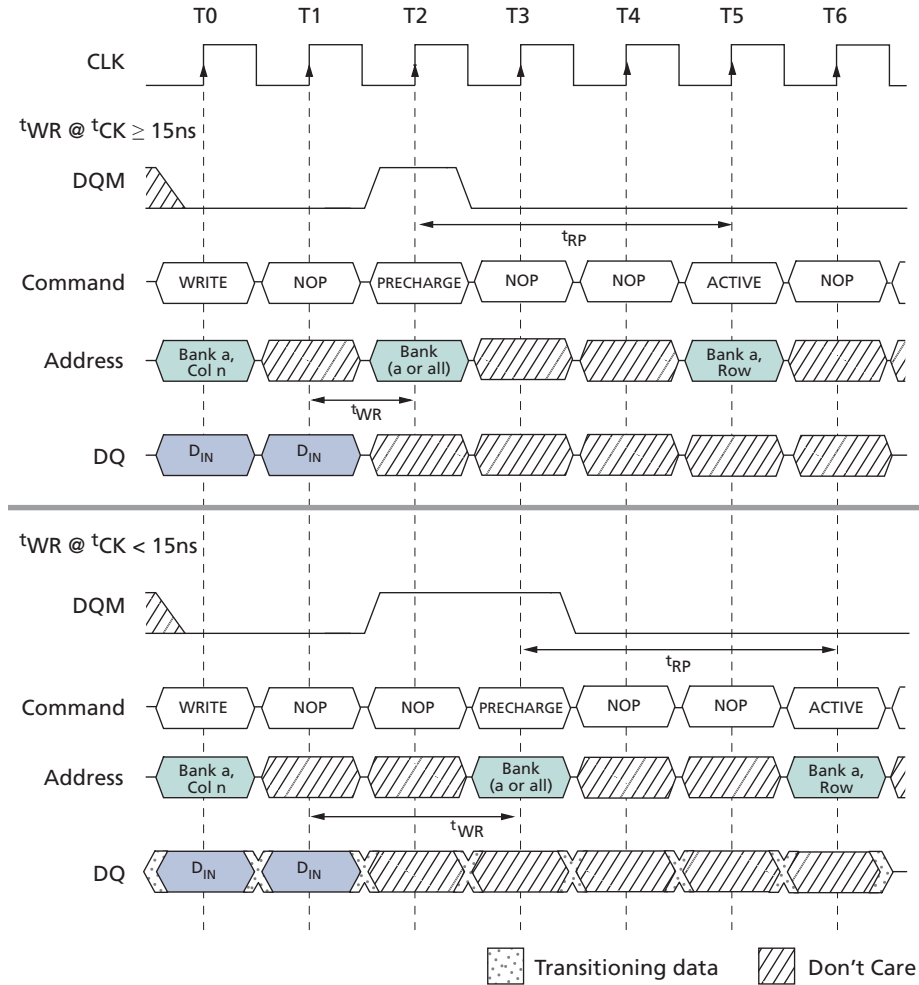 T0 T1 T2 T3 T4 T5 T6
CLK
tWR @ tCK ≥ 15ns
DQM
tRP
Command WRITE NOP PRECHARGE NOP NOP ACTIVE NOP
Address Bank a, Col n Bank (a or all) Bank a, Row
tWR
DQ DIN DIN
tWR @ tCK < 15ns
DQM
tRP
Command WRITE NOP NOP PRECHARGE NOP NOP ACTIVE
Address Bank a, Col n Bank (a or all) Bank a, Row
tWR
DQ DIN DIN
Transitioning data Don't Care